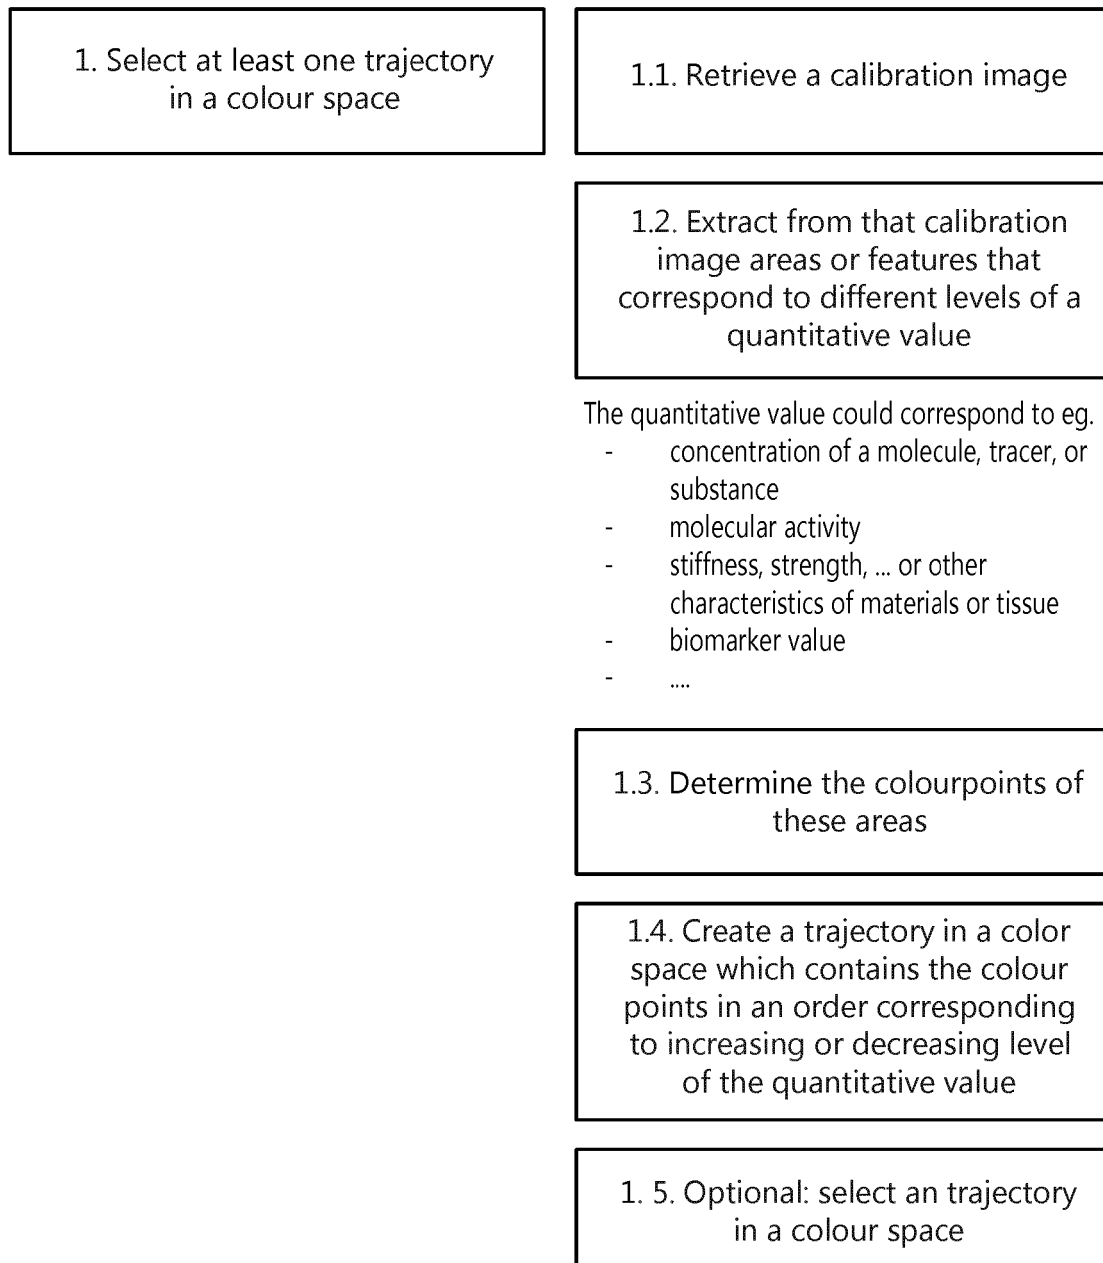 1. Select at least one trajectory
in a colour space
1.1. Retrieve a calibration image
1.2. Extract from that calibration
image areas or features that
correspond to different levels of a
quantitative value
The quantitative value could correspond to eg.
- concentration of a molecule, tracer, or
substance
- molecular activity
- stiffness, strength, ... or other
characteristics of materials or tissue
- biomarker value
- ....
1.3. Determine the colourpoints of
these areas
1.4. Create a trajectory in a color
space which contains the colour
points in an order corresponding
to increasing or decreasing level
of the quantitative value
1. 5. Optional: select an trajectory
in a colour space